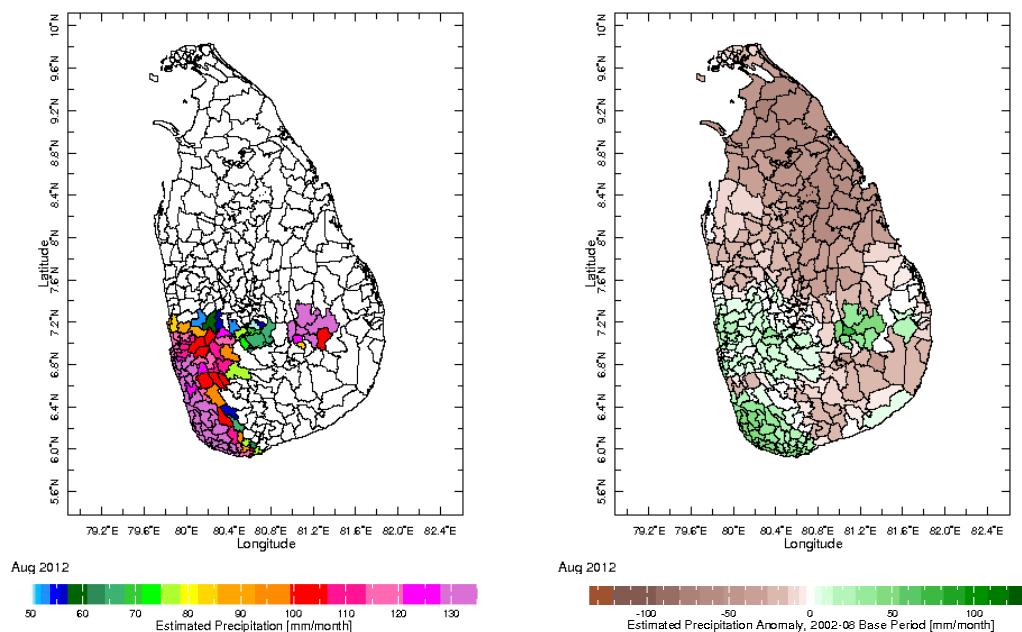 10°N
9.6°N
9.2°N
8.8°N
8.4°N
8°N
7.6°N
7.2°N
6.8°N
6.4°N
6.0°N
5.6°N
Latitude
79.2°E 79.6°E 80°E 80.4°E 80.8°E 81.2°E 81.6°E 82.0°E 82.4°E
Longitude
Aug 2012
50 60 70 80 90 100 110 120 130
Estimated Precipitation [mm/month]
10°N
9.6°N
9.2°N
8.8°N
8.4°N
8°N
7.6°N
7.2°N
6.8°N
6.4°N
6.0°N
5.6°N
Latitude
79.2°E 79.6°E 80°E 80.4°E 80.8°E 81.2°E 81.6°E 82.0°E 82.4°E
Longitude
Aug 2012
-100 -50 0 50 100
Estimated Precipitation Anomaly, 2002-08 Base Period [mm/month]